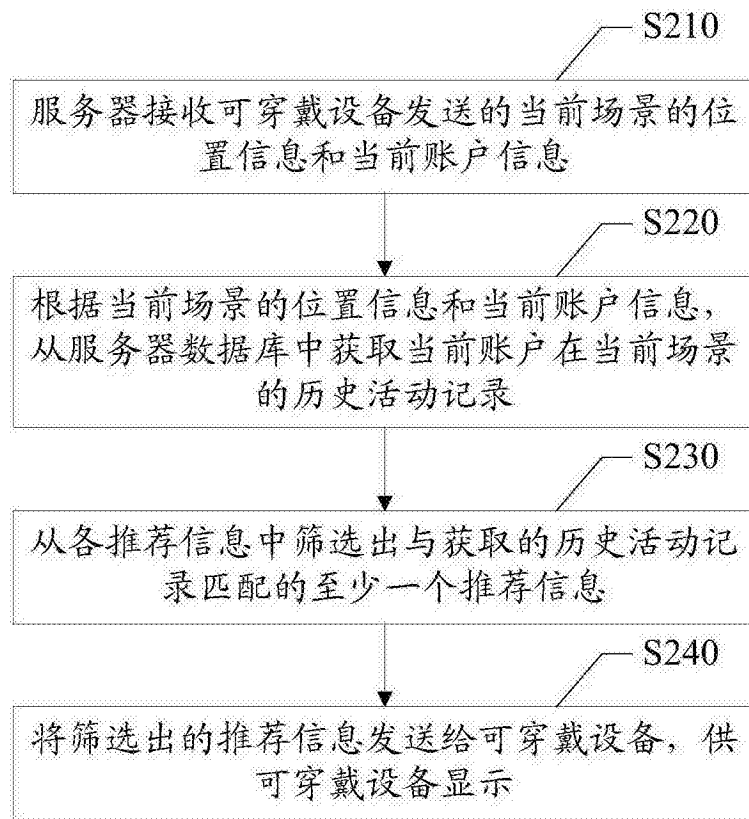 S210
服务器接收可穿戴设备发送的当前场景的位
置信息和当前账户信息
S220
根据当前场景的位置信息和当前账户信息，
从服务器数据库中获取当前账户在当前场景
的历史活动记录
S230
从各推荐信息中筛选出与获取的历史活动记
录匹配的至少一个推荐信息
S240
将筛选出的推荐信息发送给可穿戴设备，供
可穿戴设备显示